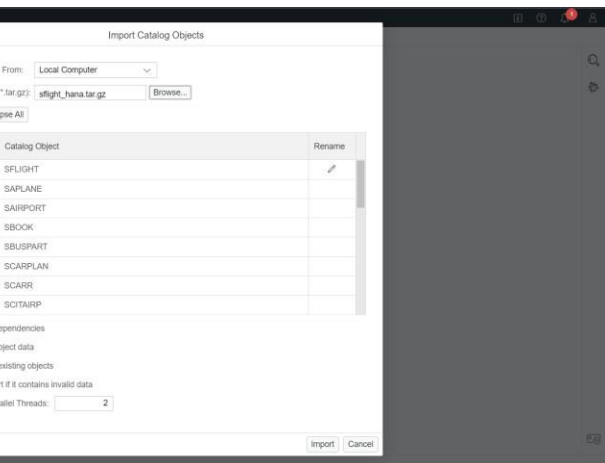 Import Catalog Objects
1
From: Local Computer
*.tar.gz): sflight_hana.tar.gz Browse...
pse All
Catalog Object Rename
SFLIGHT
SAPLANE
SAIRPORT
SBOOK
SBUSPART
SCARPLAN
SCARR
SCITAIRP
ependencies
ject data
existing objects
rt if it contains invalid data
allel Threads: 2
Import Cancel